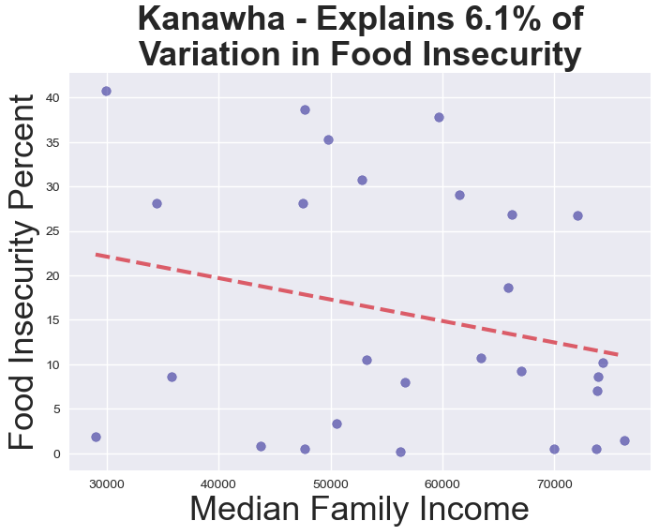 Kanawha - Explains 6.1% of
Variation in Food Insecurity
Food Insecurity Percent
40
35
30
25
20
15
10
5
0
30000 40000 50000 60000 70000
Median Family Income